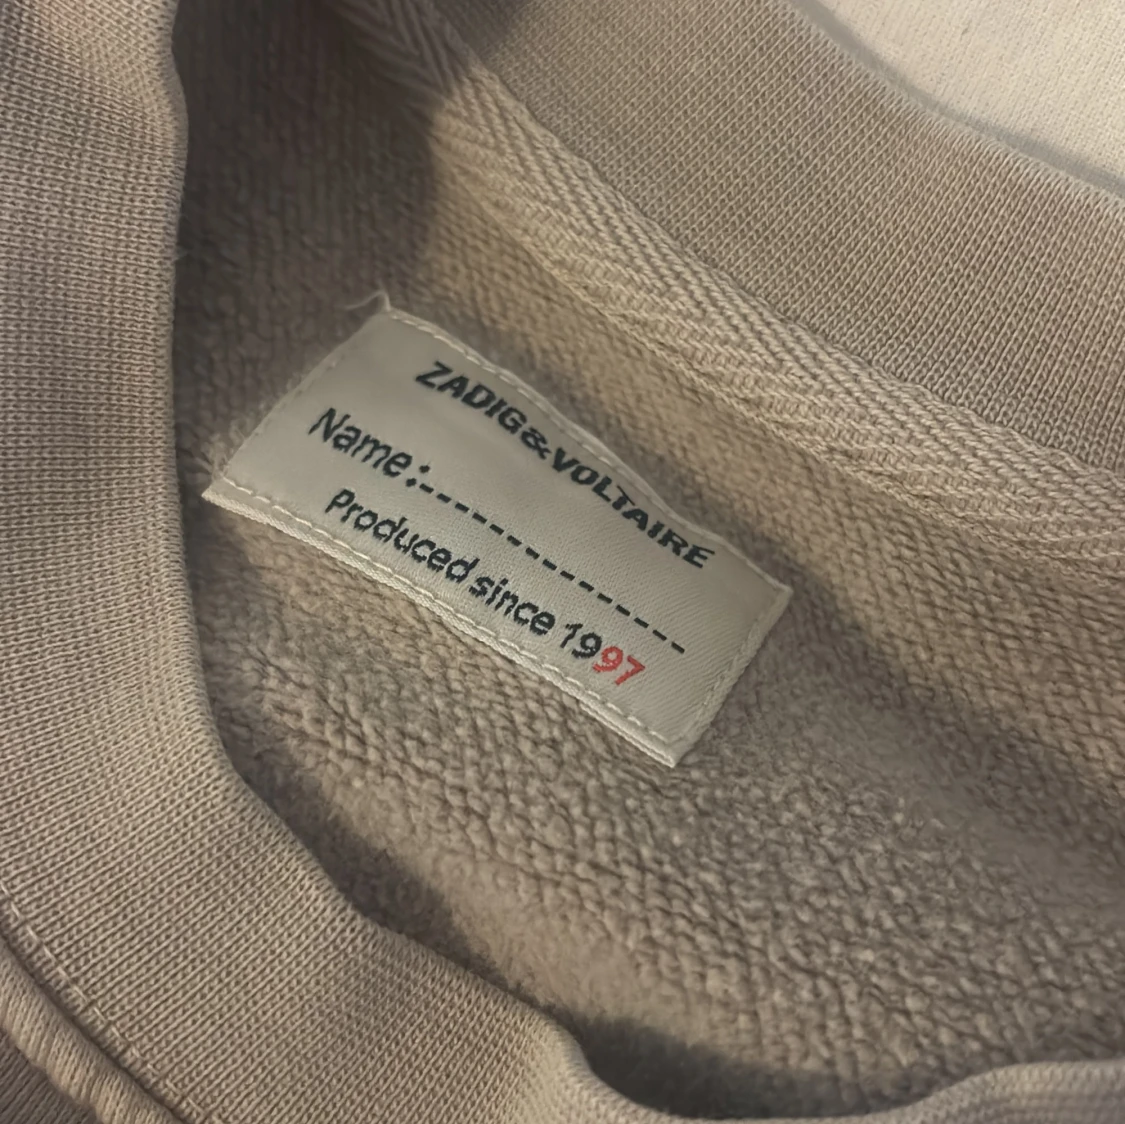 ZADIG&VOLTAIRE
Name:---------------
Produced since 1997